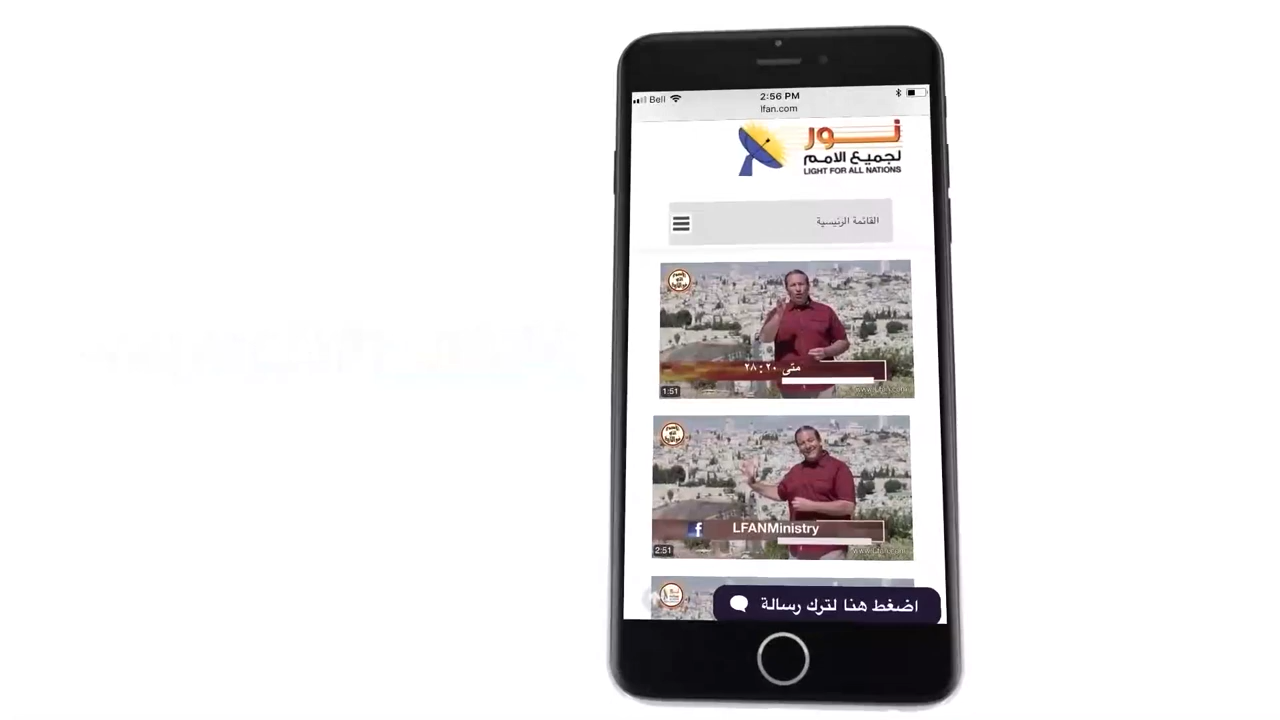 Bell
2:56 PM
lfan.com
نور
لجميع الامم
LIGHT FOR ALL NATIONS
القائمة الرئيسية
متى ٢٠ : ٢٨
1:51
LFANMinistry
2:51
اضغط هنا لترك رسالة